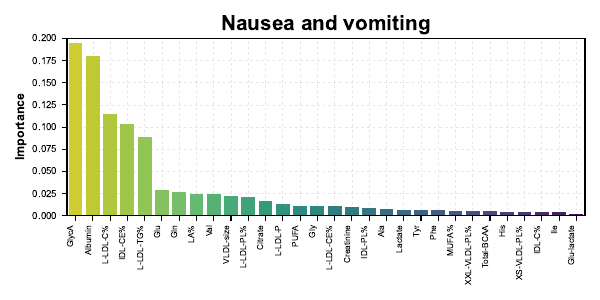 Nausea and vomiting
Importance
0.200
0.175
0.150
0.125
0.100
0.075
0.050
0.025
0.000
GlycA
Albumin
L-LDL-C%
IDL-CE%
L-LDL-TG%
Glu
Gln
LA%
Val
VLDL-size
L-LDL-PL%
Citrate
L-LDL-P
PUFA
Gly
L-LDL-CE%
Creatinine
IDL-PL%
Ala
Lactate
Tyr
Phe
MUFA%
XXL-VLDL-PL%
Total-BCAA
His
XS-VLDL-PL%
IDL-C%
Ile
Glu-lactate